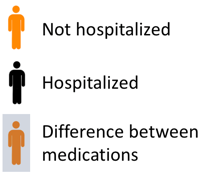 Not hospitalized
Hospitalized
Difference between
medications